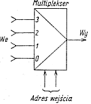 Multiplekser
3
2
We
1
0
Wy
Adres wejścia